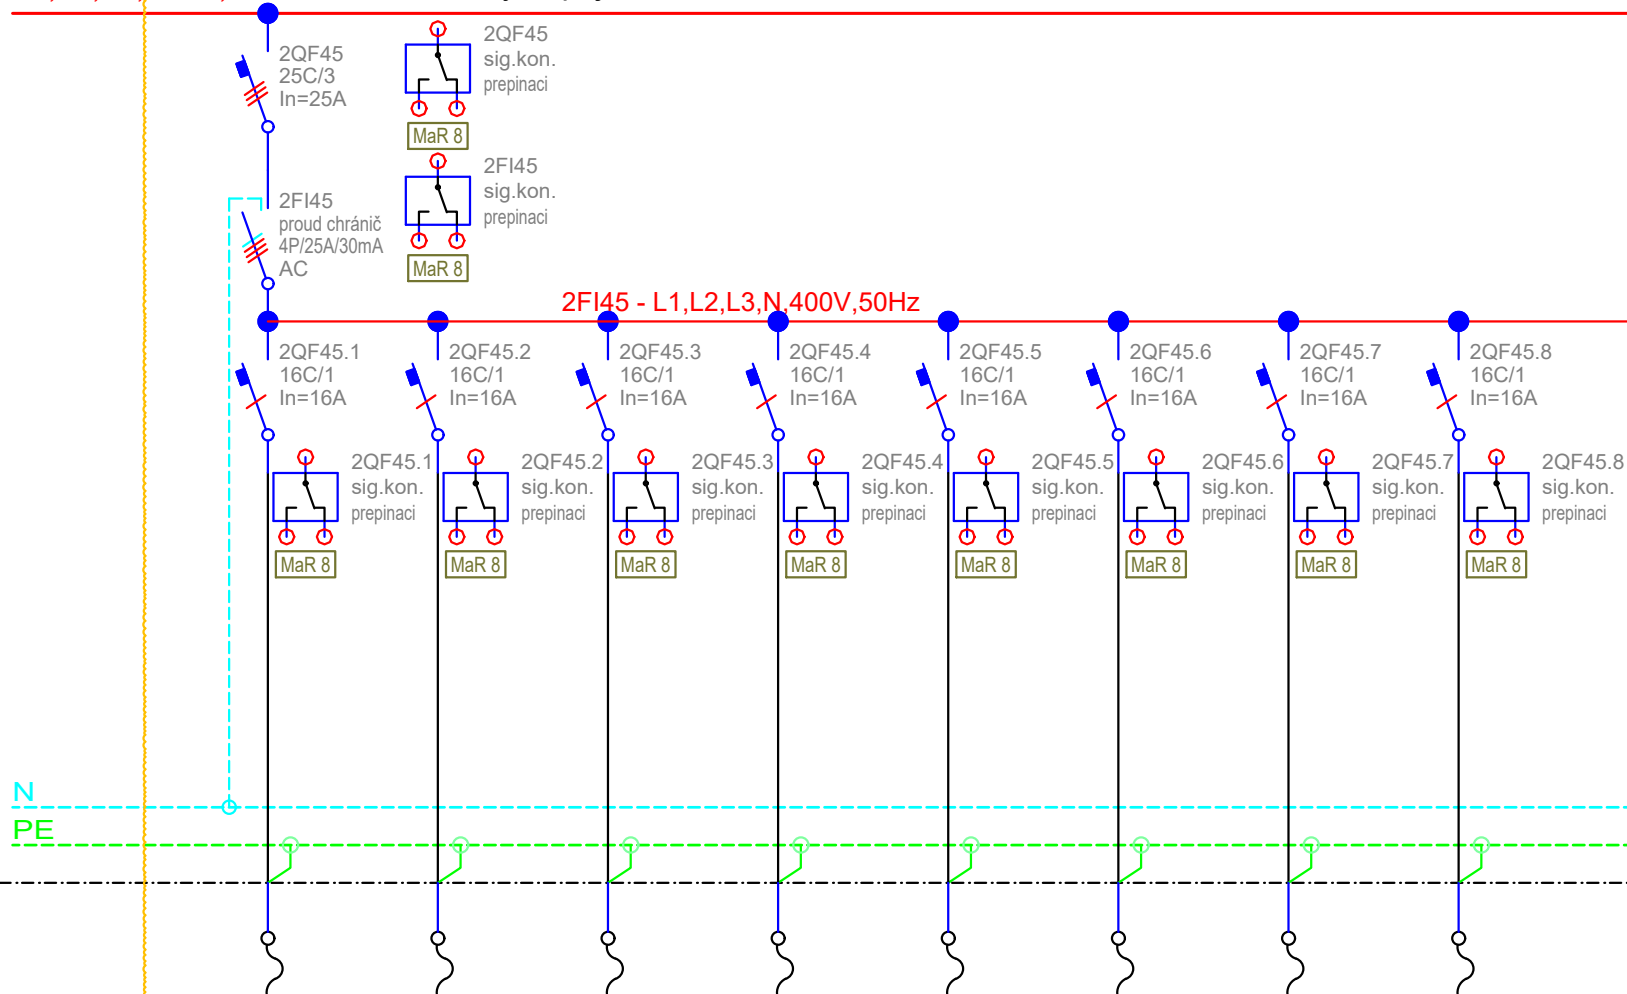 2QF45
25C/3
In=25A
2QF45
sig.kon.
prepinaci
MaR 8
2FI45
proud chránič
4P/25A/30mA
AC
2FI45
sig.kon.
prepinaci
MaR 8
2FI45 - L1,L2,L3,N,400V,50Hz
2QF45.1
16C/1
In=16A
2QF45.2
16C/1
In=16A
2QF45.3
16C/1
In=16A
2QF45.4
16C/1
In=16A
2QF45.5
16C/1
In=16A
2QF45.6
16C/1
In=16A
2QF45.7
16C/1
In=16A
2QF45.8
16C/1
In=16A
2QF45.1
sig.kon.
prepinaci
MaR 8
2QF45.2
sig.kon.
prepinaci
MaR 8
2QF45.3
sig.kon.
prepinaci
MaR 8
2QF45.4
sig.kon.
prepinaci
MaR 8
2QF45.5
sig.kon.
prepinaci
MaR 8
2QF45.6
sig.kon.
prepinaci
MaR 8
2QF45.7
sig.kon.
prepinaci
MaR 8
2QF45.8
sig.kon.
prepinaci
MaR 8
N
PE